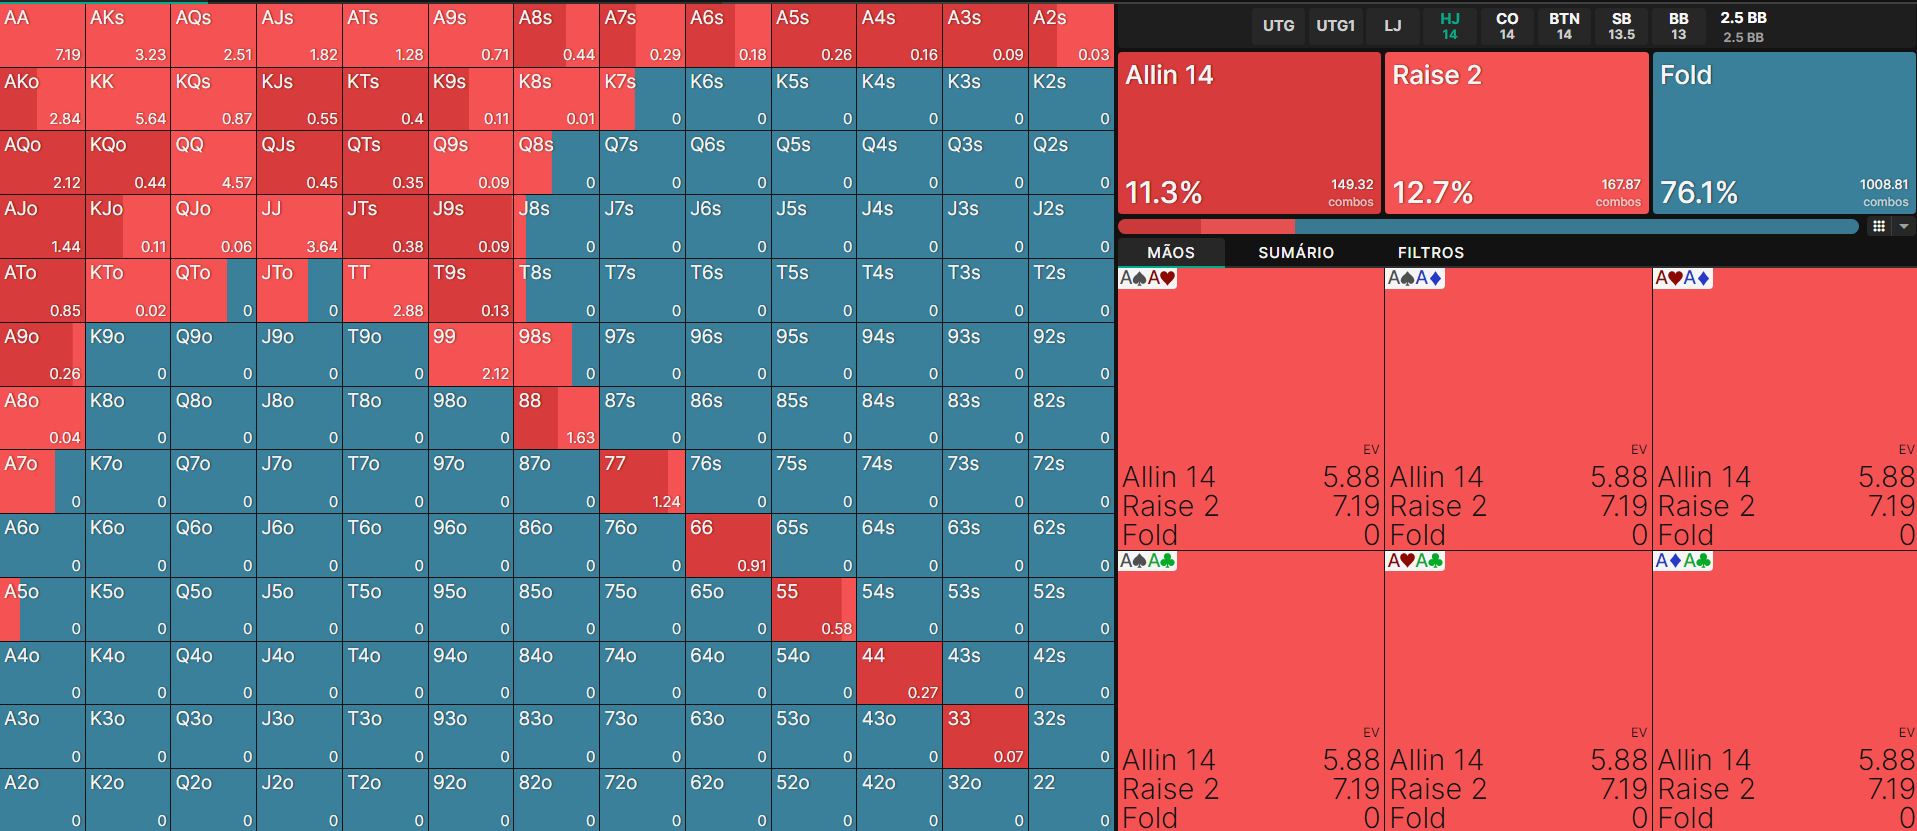 AA AKs AQs AJs ATs A9s A8s A7s A6s A5s A4s A3s A2s
7.19 3.23 2.51 1.82 1.28 0.71 0.44 0.29 0.18 0.26 0.16 0.09 0.03
AKo KK KQs KJs KTs K9s K8s K7s K6s K5s K4s K3s K2s
2.84 5.64 0.87 0.55 0.4 0.11 0.01 0 0 0 0 0 0
AQo KQo QQ QJs QTs Q9s Q8s Q7s Q6s Q5s Q4s Q3s Q2s
2.12 0.44 4.57 0.45 0.35 0.09 0 0 0 0 0 0 0
AJo KJo QJo JJ JTs J9s J8s J7s J6s J5s J4s J3s J2s
1.44 0.11 0.06 3.64 0.38 0.09 0 0 0 0 0 0 0
ATo KTo QTo JTo TT T9s T8s T7s T6s T5s T4s T3s T2s
0.85 0.02 0 0 2.88 0.13 0 0 0 0 0 0 0
A9o K9o Q9o J9o T9o 99 98s 97s 96s 95s 94s 93s 92s
0.26 0 0 0 0 2.12 0 0 0 0 0 0 0
A8o K8o Q8o J8o T8o 98o 88 87s 86s 85s 84s 83s 82s
0.04 0 0 0 0 0 1.63 0 0 0 0 0 0
A7o K7o Q7o J7o T7o 97o 87o 77 76s 75s 74s 73s 72s
0 0 0 0 0 0 0 1.24 0 0 0 0 0
A6o K6o Q6o J6o T6o 96o 86o 76o 66 65s 64s 63s 62s
0 0 0 0 0 0 0 0 0.91 0 0 0 0
A5o K5o Q5o J5o T5o 95o 85o 75o 65o 55 54s 53s 52s
0 0 0 0 0 0 0 0 0 0.58 0 0 0
A4o K4o Q4o J4o T4o 94o 84o 74o 64o 54o 44 43s 42s
0 0 0 0 0 0 0 0 0 0 0.27 0 0
A3o K3o Q3o J3o T3o 93o 83o 73o 63o 53o 43o 33 32s
0 0 0 0 0 0 0 0 0 0 0 0.07 0
A2o K2o Q2o J2o T2o 92o 82o 72o 62o 52o 42o 32o 22
0 0 0 0 0 0 0 0 0 0 0 0 0
UTG UTG1 LJ HJ CO BTN SB BB 2.5 BB
14 14 14 13.5 13 2.5 BB
Allin 14 Raise 2 Fold
11.3% 149.32 combos 12.7% 167.87 combos 76.1% 1008.81 combos
MÃOS SUMÁRIO FILTROS
A♠A♥ A♠A♦ A♥A♦
EV EV EV
Allin 14 5.88 Allin 14 5.88 Allin 14 5.88
Raise 2 7.19 Raise 2 7.19 Raise 2 7.19
Fold 0 Fold 0 Fold 0
A♠A♣ A♥A♣ A♦A♣
EV EV EV
Allin 14 5.88 Allin 14 5.88 Allin 14 5.88
Raise 2 7.19 Raise 2 7.19 Raise 2 7.19
Fold 0 Fold 0 Fold 0